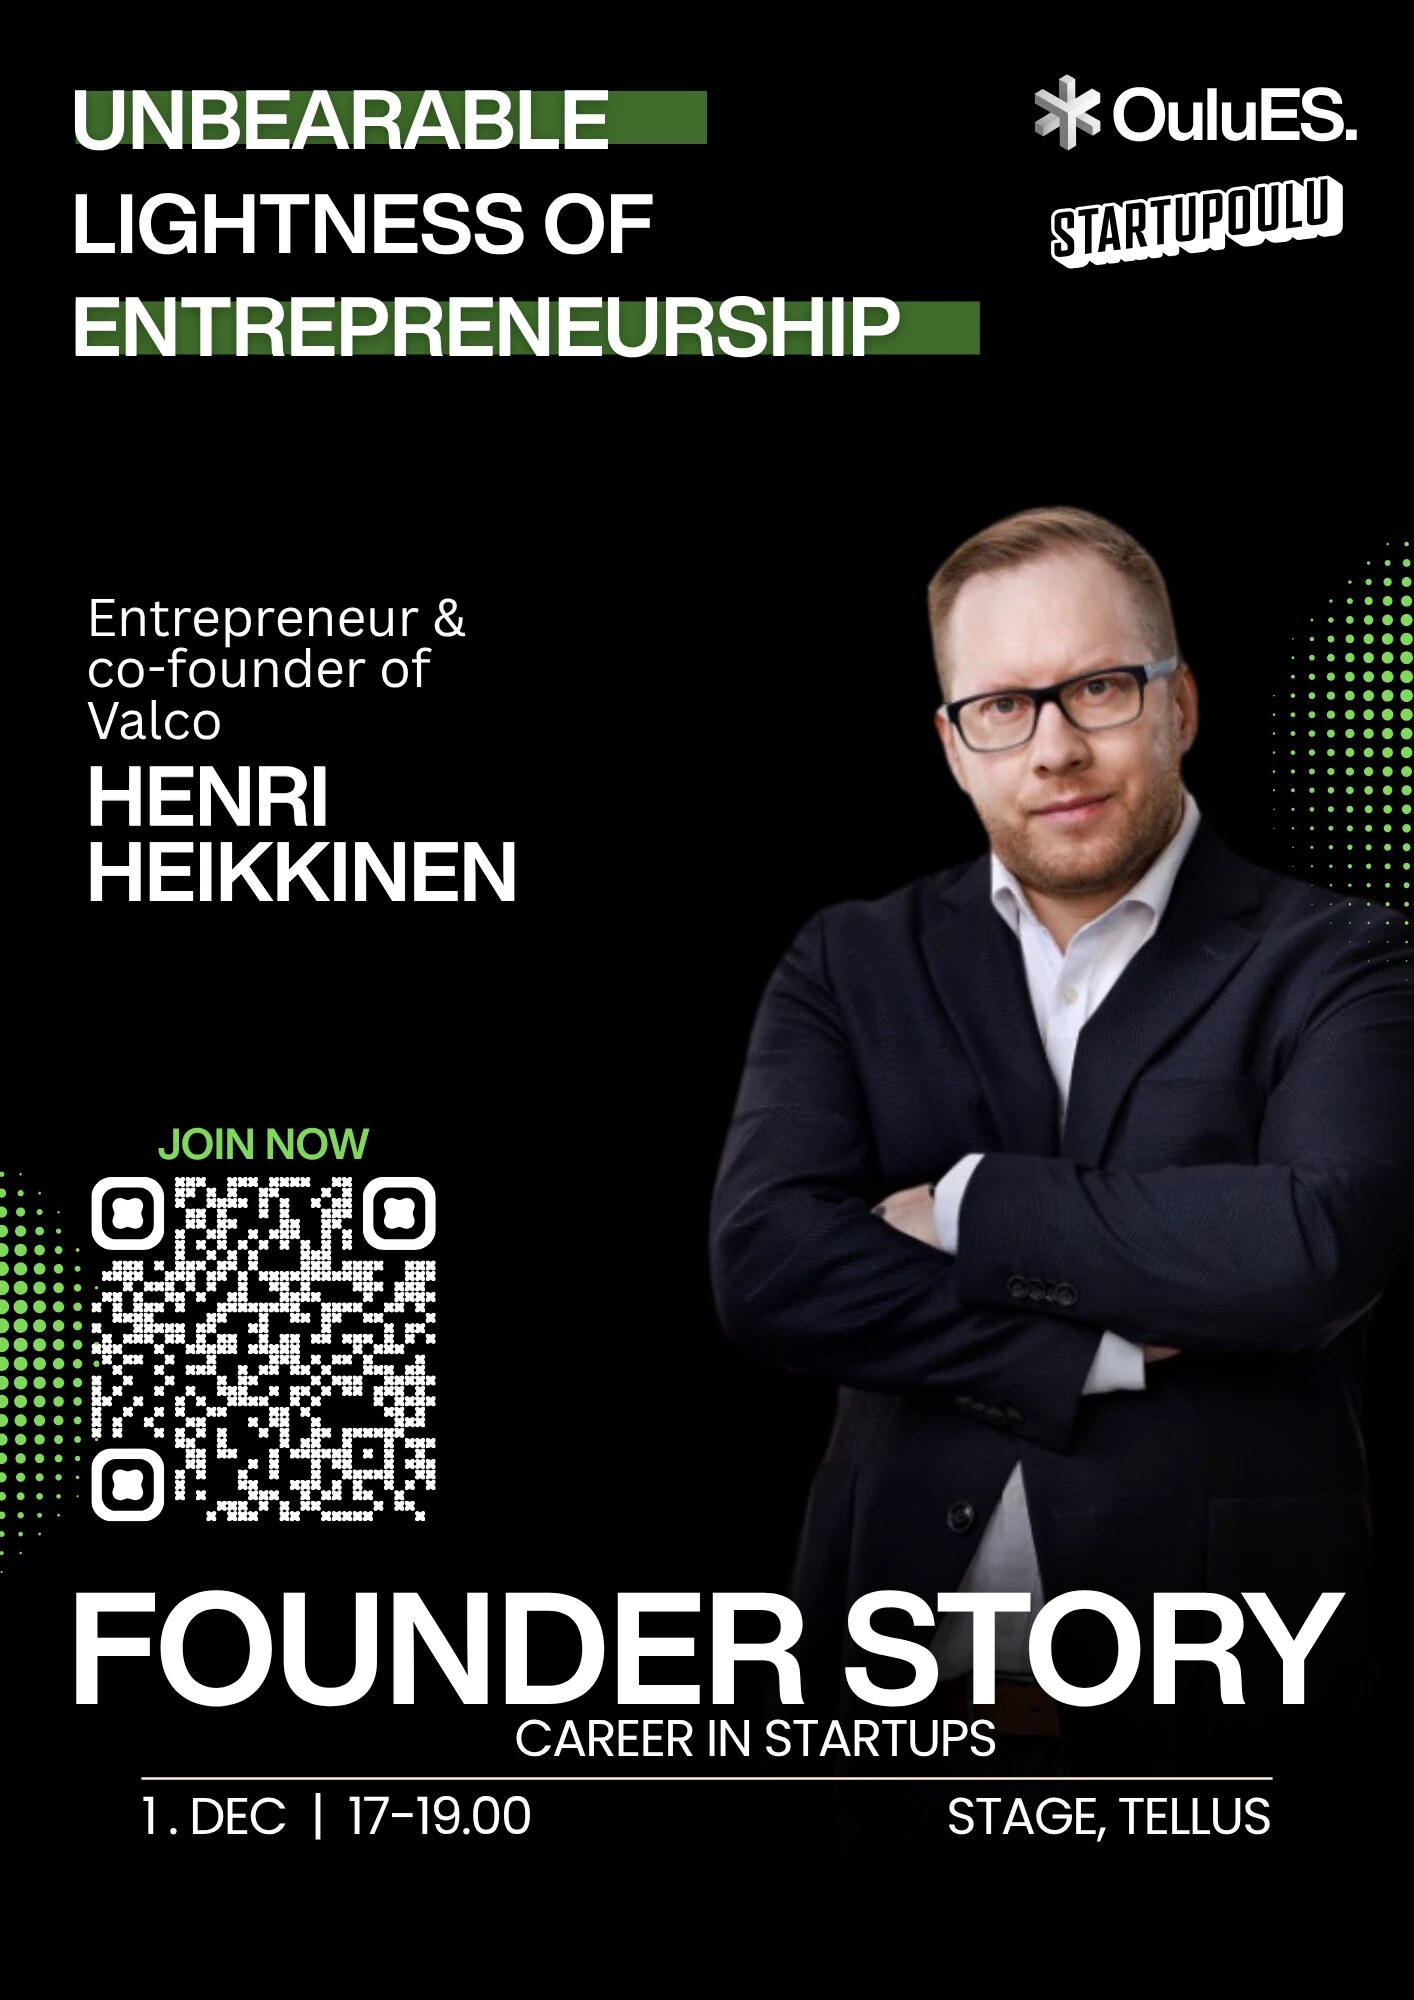 UNBEARABLE
LIGHTNESS OF
ENTREPRENEURSHIP
OuluES.
STARTUPOULU
Entrepreneur &
co-founder of
Valco
HENRI
HEIKKINEN
JOIN NOW
FOUNDER STORY
CAREER IN STARTUPS
1. DEC | 17-19.00
STAGE, TELLUS